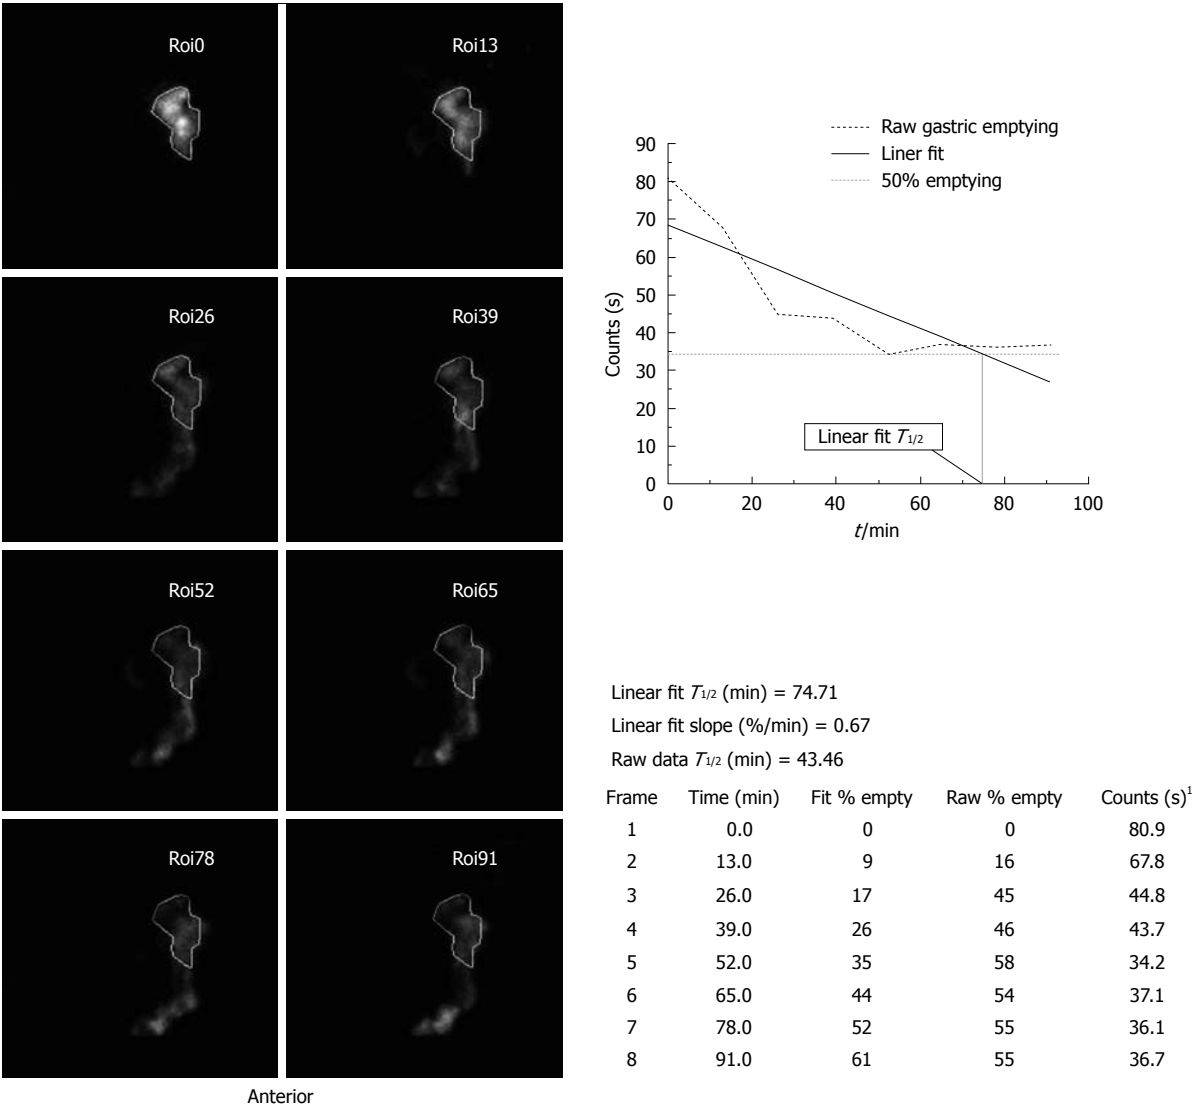 Roi0
Roi13
Roi26
Roi39
Roi52
Roi65
Roi78
Roi91
Anterior
Raw gastric emptying
Liner fit
50% emptying
90
80
70
60
50
40
30
20
10
0
Counts (s)
Linear fit T1/2
0 20 40 60 80 100
t/min
Linear fit T1/2 (min) = 74.71
Linear fit slope (%/min) = 0.67
Raw data T1/2 (min) = 43.46
Frame Time (min) Fit % empty Raw % empty Counts (s)1
1 0.0 0 0 80.9
2 13.0 9 16 67.8
3 26.0 17 45 44.8
4 39.0 26 46 43.7
5 52.0 35 58 34.2
6 65.0 44 54 37.1
7 78.0 52 55 36.1
8 91.0 61 55 36.7